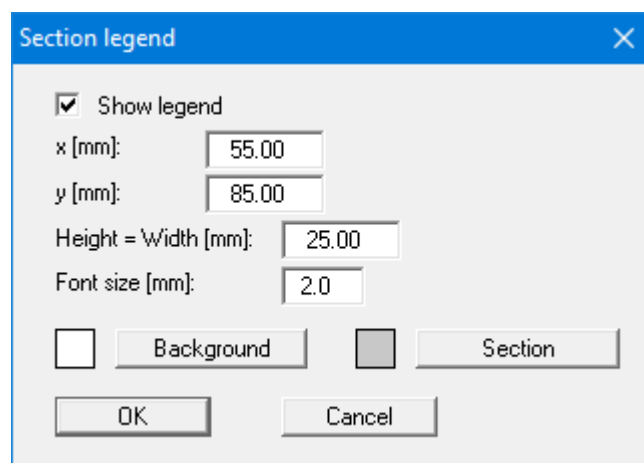 Section legend
Show legend
x [mm]: 55.00
y [mm]: 85.00
Height = Width [mm]: 25.00
Font size [mm]: 2.0
Background Section
OK Cancel